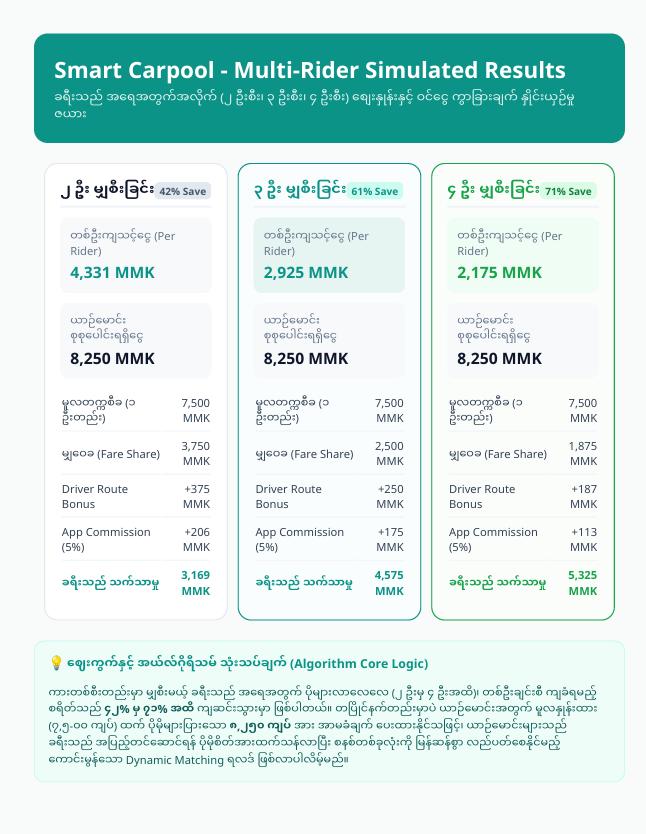 Smart Carpool - Multi-Rider Simulated Results
ခရီးသည် အရေအတွက်အလိုက် (၂ ဦးစီး၊ ၃ ဦးစီး၊ ၄ ဦးစီး) ဈေးနှုန်းနှင့် ဝင်ငွေ ကွာခြားချက် နှိုင်းယှဉ်မှု
ဇယား
၂ ဦး မျှစီးခြင်း 42% Save
တစ်ဦးကျသင့်ငွေ (Per
Rider)
4,331 MMK
ယာဉ်မောင်း
စုစုပေါင်းရရှိငွေ
8,250 MMK
မူလတက္ကစီခ (၁
ဦးတည်း)
7,500
MMK
မျှဝေခ (Fare Share)
3,750
MMK
Driver Route
Bonus
+375
MMK
App Commission
(5%)
+206
MMK
ခရီးသည် သက်သာမှု
3,169
MMK
၃ ဦး မျှစီးခြင်း 61% Save
တစ်ဦးကျသင့်ငွေ (Per
Rider)
2,925 MMK
ယာဉ်မောင်း
စုစုပေါင်းရရှိငွေ
8,250 MMK
မူလတက္ကစီခ (၁
ဦးတည်း)
7,500
MMK
မျှဝေခ (Fare Share)
2,500
MMK
Driver Route
Bonus
+250
MMK
App Commission
(5%)
+175
MMK
ခရီးသည် သက်သာမှု
4,575
MMK
၄ ဦး မျှစီးခြင်း 71% Save
တစ်ဦးကျသင့်ငွေ (Per
Rider)
2,175 MMK
ယာဉ်မောင်း
စုစုပေါင်းရရှိငွေ
8,250 MMK
မူလတက္ကစီခ (၁
ဦးတည်း)
7,500
MMK
မျှဝေခ (Fare Share)
1,875
MMK
Driver Route
Bonus
+187
MMK
App Commission
(5%)
+113
MMK
ခရီးသည် သက်သာမှု
5,325
MMK
💡 ဈေးကွက်နှင့် အယ်လ်ဂိုရီသမ် သုံးသပ်ချက် (Algorithm Core Logic)
ကားတစ်စီးတည်းမှာ မျှစီးမယ့် ခရီးသည် အရေအတွက် ပိုများလာလေလေ (၂ ဦးမှ ၄ ဦးအထိ)၊ တစ်ဦးချင်းစီ ကျခံရမည့်
စရိတ်သည် ၄၂% မှ ၇၁% အထိ ကျဆင်းသွားမှာ ဖြစ်ပါတယ်။ တပြိုင်နက်တည်းမှာပဲ ယာဉ်မောင်းအတွက် မူလနှုန်းထား
(၇,၅၀၀ ကျပ်) ထက် ပိုမိုများပြားသော ၈,၂၅၀ ကျပ် အား အာမခံချက် ပေးထားနိုင်သဖြင့်၊ ယာဉ်မောင်းများသည်
ခရီးသည် အပြည့်တင်ဆောင်ရန် ပိုမိုစိတ်အားထက်သန်လာပြီး စနစ်တစ်ခုလုံးကို မြန်ဆန်စွာ လည်ပတ်စေနိုင်မည့်
ကောင်းမွန်သော Dynamic Matching ရလဒ် ဖြစ်လာပါလိမ့်မည်။